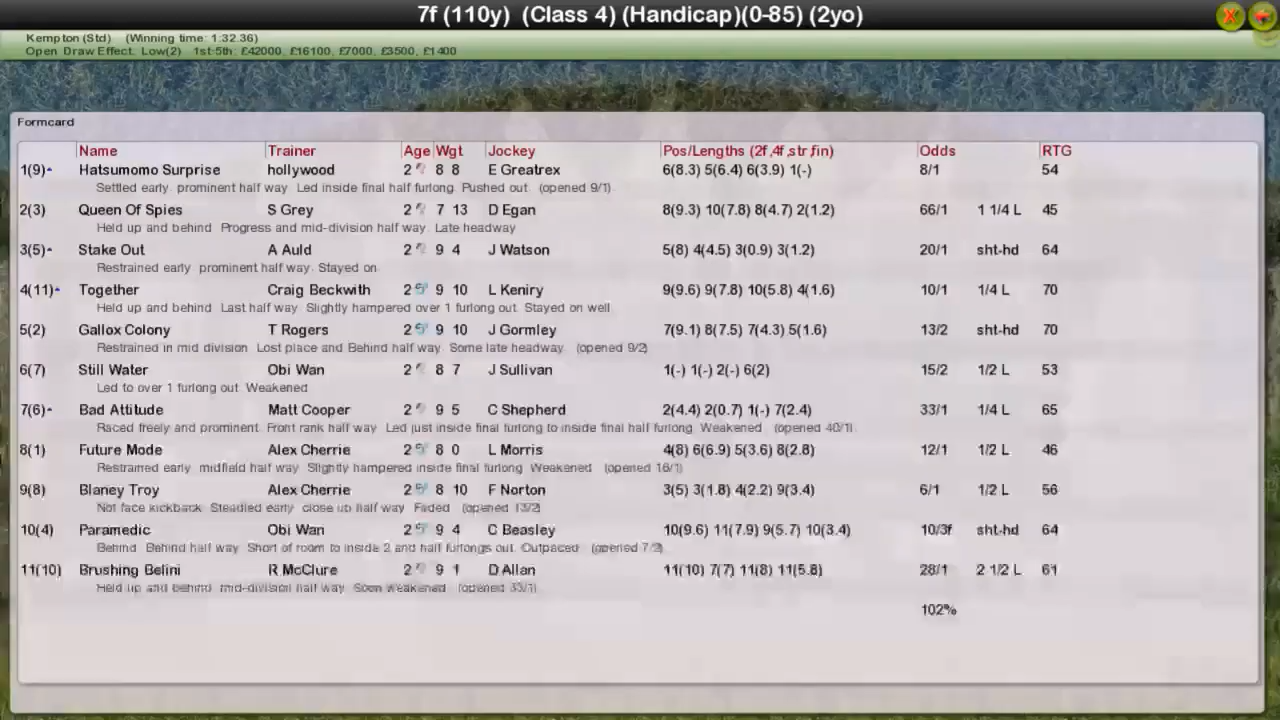 7f (110y) (Class 4) (Handicap)(0-85) (2yo)
Kempton (Std) (Winning time: 1:32.36)
Open Draw Effect. Low(2) 1st-5th: £42000, £16100, £7000, £3500, £1400
Formcard
Name Trainer Age Wgt Jockey Pos/Lengths (2f,4f,str,fin) Odds RTG
1(9) Hatsumomo Surprise hollywood 2 8 8 E Greatrex 6(8.3) 5(6.4) 6(3.9) 1(-) 8/1 54
Settled early prominent half way Led inside final half furlong Pushed out (opened 9/1)
2(3) Queen Of Spies S Grey 2 7 13 D Egan 8(9.3) 10(7.8) 8(4.7) 2(1.2) 66/1 1 1/4 L 45
Held up and behind Progress and mid-division half way Late headway
3(5) Stake Out A Auld 2 9 4 J Watson 5(8) 4(4.5) 3(0.9) 3(1.2) 20/1 sht-hd 64
Restrained early prominent half way Stayed on
4(11) Together Craig Beckwith 2 9 10 L Keniry 9(9.6) 9(7.8) 10(5.8) 4(1.6) 10/1 1/4 L 70
Held up and behind Last half way Slightly hampered over 1 furlong out Stayed on well
5(2) Gallox Colony T Rogers 2 9 10 J Gormley 7(9.1) 8(7.5) 7(4.3) 5(1.6) 13/2 sht-hd 70
Restrained in mid division Lost place and Behind half way Some late headway (opened 9/2)
6(7) Still Water Obi Wan 2 8 7 J Sullivan 1(-) 1(-) 2(-) 6(2) 15/2 1/2 L 53
Led to over 1 furlong out Weakened
7(6) Bad Attitude Matt Cooper 2 9 5 C Shepherd 2(4.4) 2(0.7) 1(-) 7(2.4) 33/1 1/4 L 65
Raced freely and prominent Front rank half way Led just inside final furlong to inside final half furlong Weakened (opened 40/1)
8(1) Future Mode Alex Cherrie 2 8 0 L Morris 4(8) 6(6.9) 5(3.6) 8(2.8) 12/1 1/2 L 46
Restrained early midfield half way Slightly hampered inside final furlong Weakened (opened 16/1)
9(8) Blaney Troy Alex Cherrie 2 8 10 F Norton 3(5) 3(1.8) 4(2.2) 9(3.4) 6/1 1/2 L 56
Not face kickback Steadied early close up half way Faded (opened 13/2)
10(4) Paramedic Obi Wan 2 9 4 C Beasley 10(9.6) 11(7.9) 9(5.7) 10(3.4) 10/3f sht-hd 64
Behind Behind half way Short of room to inside 2 and half furlongs out Outpaced (opened 7/2)
11(10) Brushing Belini R McClure 2 9 1 D Allan 11(10) 7(7) 11(8) 11(5.8) 28/1 2 1/2 L 61
Held up and behind mid-division half way Soon Weakened (opened 33/1)
102%